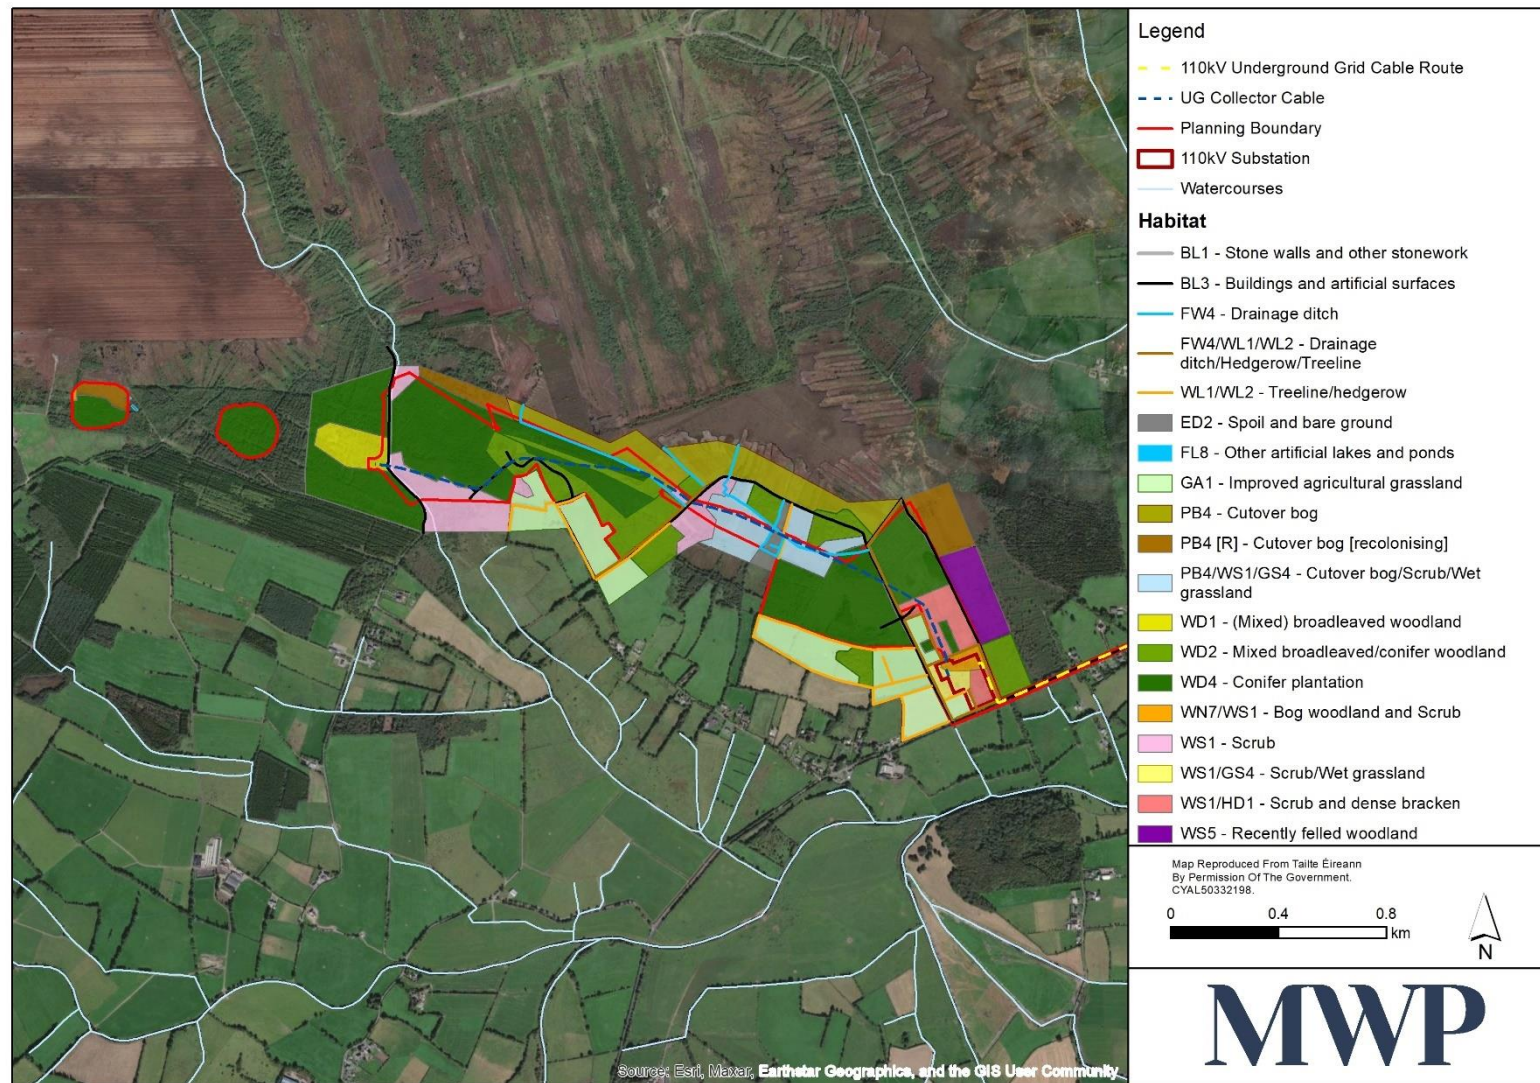 Legend
110kV Underground Grid Cable Route
UG Collector Cable
Planning Boundary
110kV Substation
Watercourses
Habitat
BL1 - Stone walls and other stonework
BL3 - Buildings and artificial surfaces
FW4 - Drainage ditch
FW4/WL1/WL2 - Drainage
ditch/Hedgerow/Treeline
WL1/WL2 - Treeline/hedgerow
ED2 - Spoil and bare ground
FL8 - Other artificial lakes and ponds
GA1 - Improved agricultural grassland
PB4 - Cutover bog
PB4 [R] - Cutover bog [recolonising]
PB4/WS1/GS4 - Cutover bog/Scrub/Wet
grassland
WD1 - (Mixed) broadleaved woodland
WD2 - Mixed broadleaved/conifer woodland
WD4 - Conifer plantation
WN7/WS1 - Bog woodland and Scrub
WS1 - Scrub
WS1/GS4 - Scrub/Wet grassland
WS1/HD1 - Scrub and dense bracken
WS5 - Recently felled woodland
Map Reproduced From Tailte Éireann
By Permission Of The Government.
CYAL50332198.
0 0.4 0.8
km
N
MWP
Source: Esri, Maxar, Earthstar Geographics, and the GIS User Community